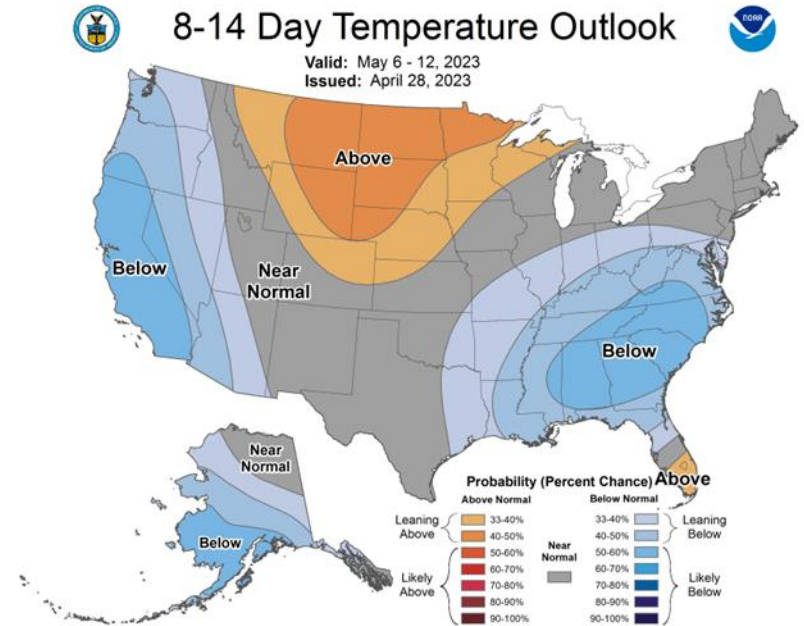 8-14 Day Temperature Outlook
NOAA
Valid: May 6 - 12, 2023
Issued: April 28, 2023
Above
Below
Near
Normal
Below
Near
Normal
Below
Above
Probability (Percent Chance)
Above Normal
Below Normal
Leaning
Above
33-40%
40-50%
50-60%
60-70%
70-80%
80-90%
90-100%
Likely
Above
Near
Normal
33-40%
40-50%
50-60%
60-70%
70-80%
80-90%
90-100%
Leaning
Below
Likely
Below